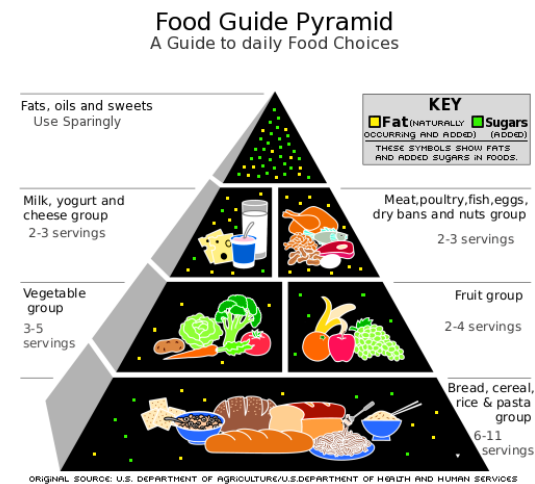 Food Guide Pyramid
A Guide to daily Food Choices
Fats, oils and sweets
Use Sparingly
KEY
Fat (NATURALLY OCCURRING AND ADDED) Sugars (ADDED)
THESE SYMBOLS SHOW FATS
AND ADDED SUGARS IN FOODS.
Milk, yogurt and
cheese group
2-3 servings
Meat,poultry,fish,eggs,
dry bans and nuts group
2-3 servings
Vegetable
group
3-5
servings
Fruit group
2-4 servings
Bread, cereal,
rice & pasta
group
6-11
servings
ORIGINAL SOURCE: U.S. DEPARTMENT OF AGRICULTURE/U.S.DEPARTMENT OF HEALTH AND HUMAN SERVICES